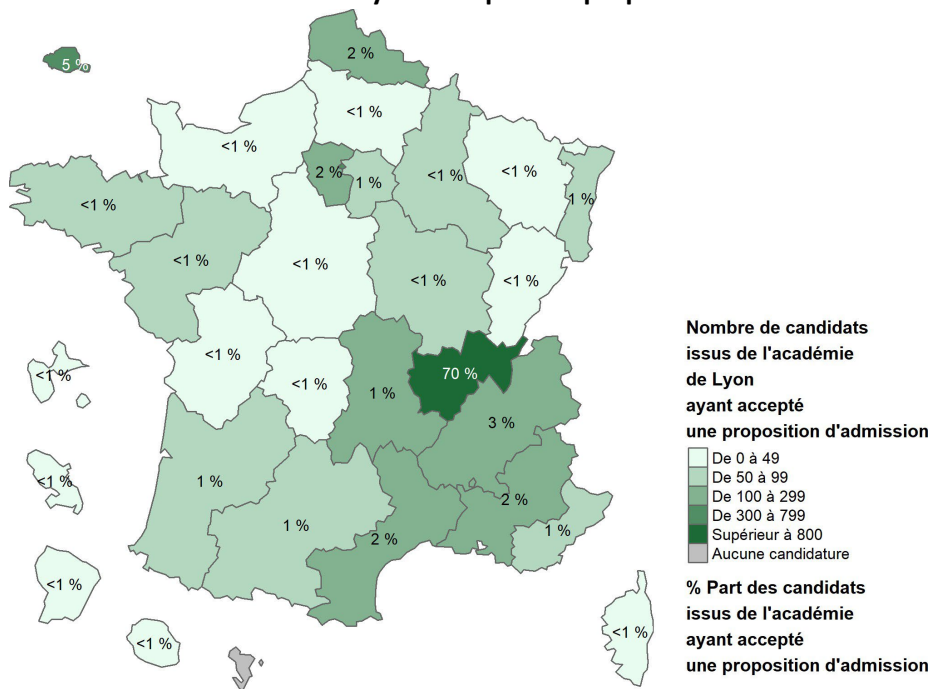 2 %
5 %
<1 %
<1 %
2 %
1 %
<1 %
<1 %
1 %
<1 %
<1 %
<1 %
<1 %
<1 %
<1 %
<1 %
<1 %
1 %
70 %
3 %
<1 %
1 %
1 %
2 %
2 %
1 %
<1 %
<1 %
<1 %
<1 %
Nombre de candidats
issus de l'académie
de Lyon
ayant accepté
une proposition d'admission
De 0 à 49
De 50 à 99
De 100 à 299
De 300 à 799
Supérieur à 800
Aucune candidature
% Part des candidats
issus de l'académie
ayant accepté
une proposition d'admission